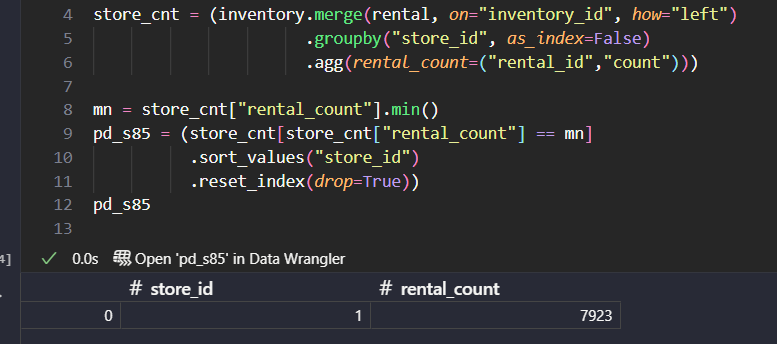 4 store_cnt = (inventory.merge(rental, on="inventory_id", how="left")
5 .groupby("store_id", as_index=False)
6 .agg(rental_count=("rental_id","count")))
7
8 mn = store_cnt["rental_count"].min()
9 pd_s85 = (store_cnt[store_cnt["rental_count"] == mn]
10 .sort_values("store_id")
11 .reset_index(drop=True))
12 pd_s85
13
4] ✓ 0.0s Open 'pd_s85' in Data Wrangler
# store_id # rental_count
0 1 7923